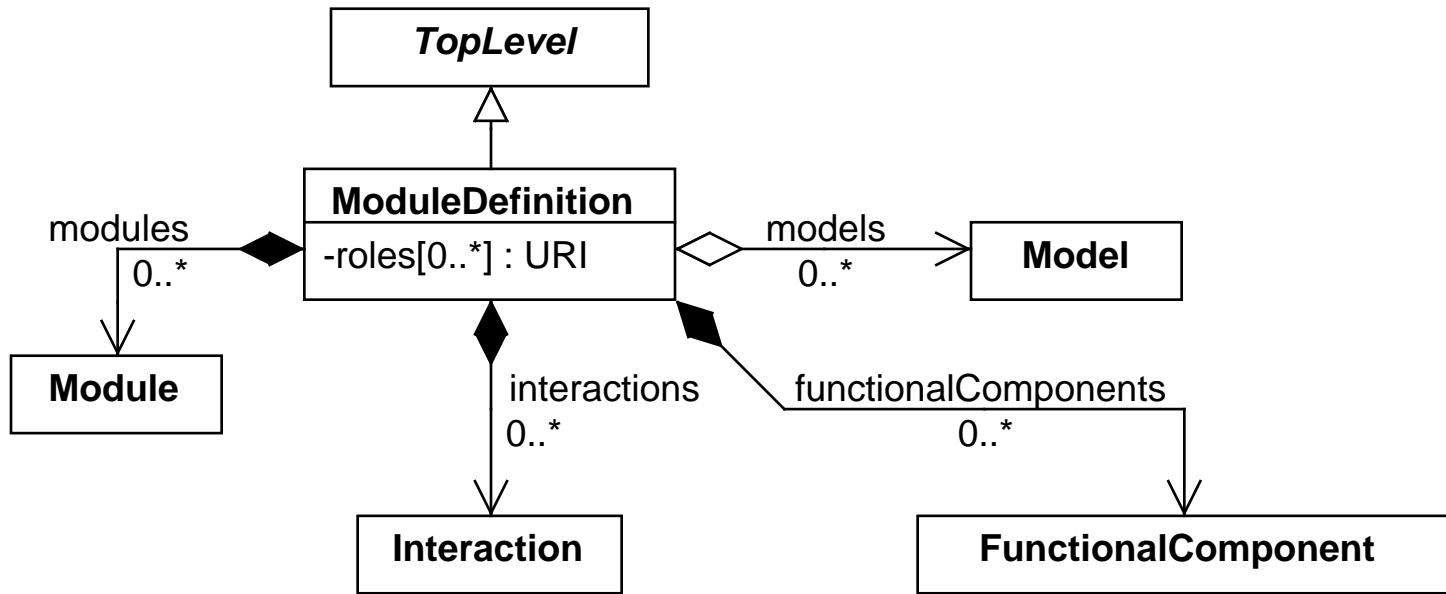 TopLevel
ModuleDefinition
-roles[0..*] : URI
modules
0..*
models
0..*
Model
Module
interactions
0..*
functionalComponents
0..*
Interaction
FunctionalComponent